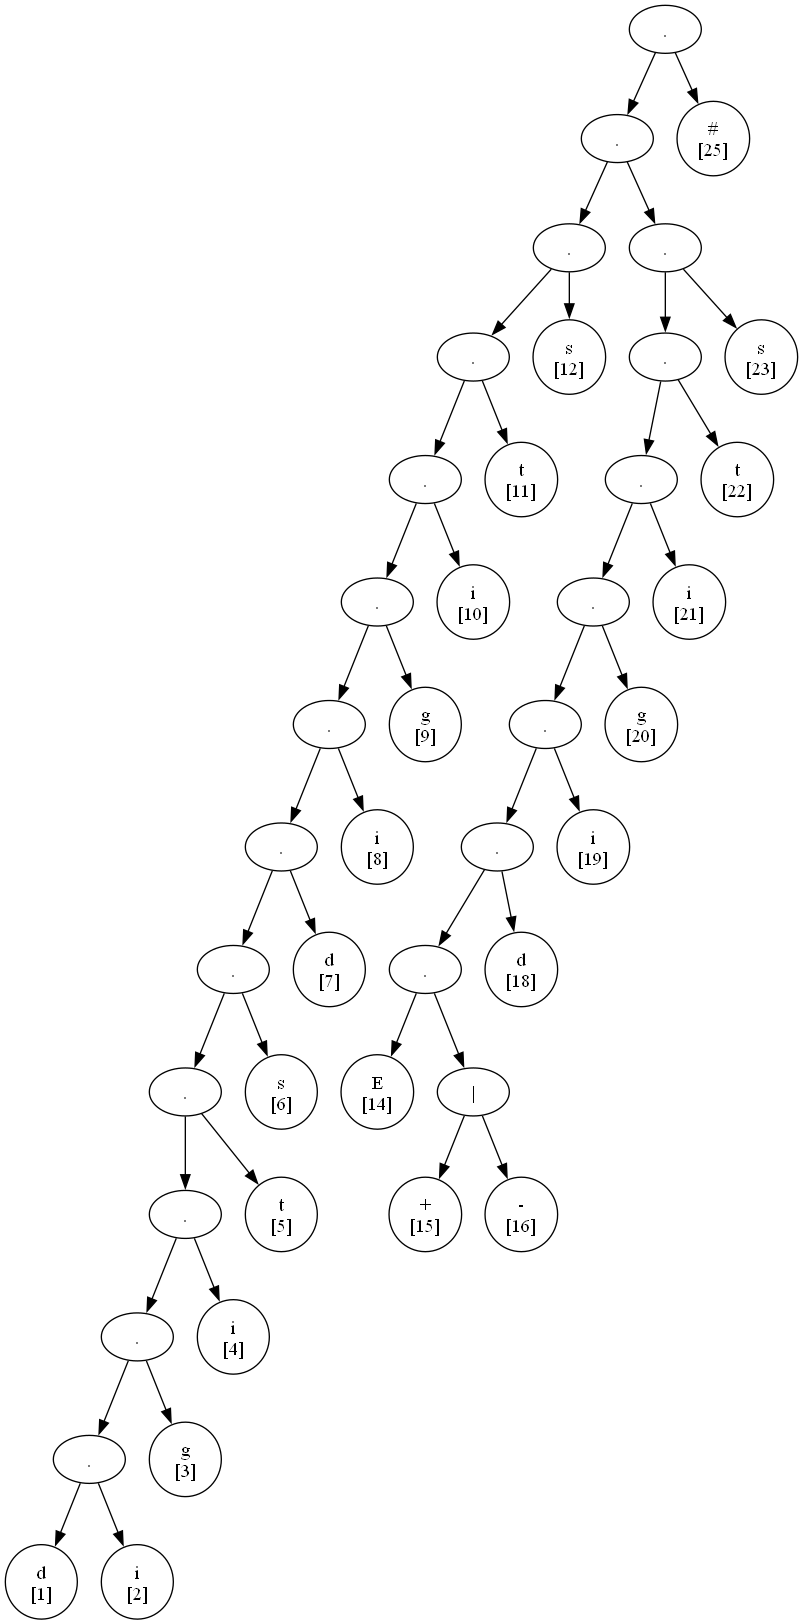 .
.
#
[25]
.
.
.
s
[12]
.
s
[23]
.
t
[11]
.
t
[22]
.
i
[10]
.
i
[21]
.
g
[9]
.
g
[20]
.
i
[8]
.
i
[19]
.
d
[7]
.
d
[18]
.
s
[6]
E
[14]
|
.
t
[5]
+
[15]
-
[16]
.
i
[4]
.
g
[3]
d
[1]
i
[2]